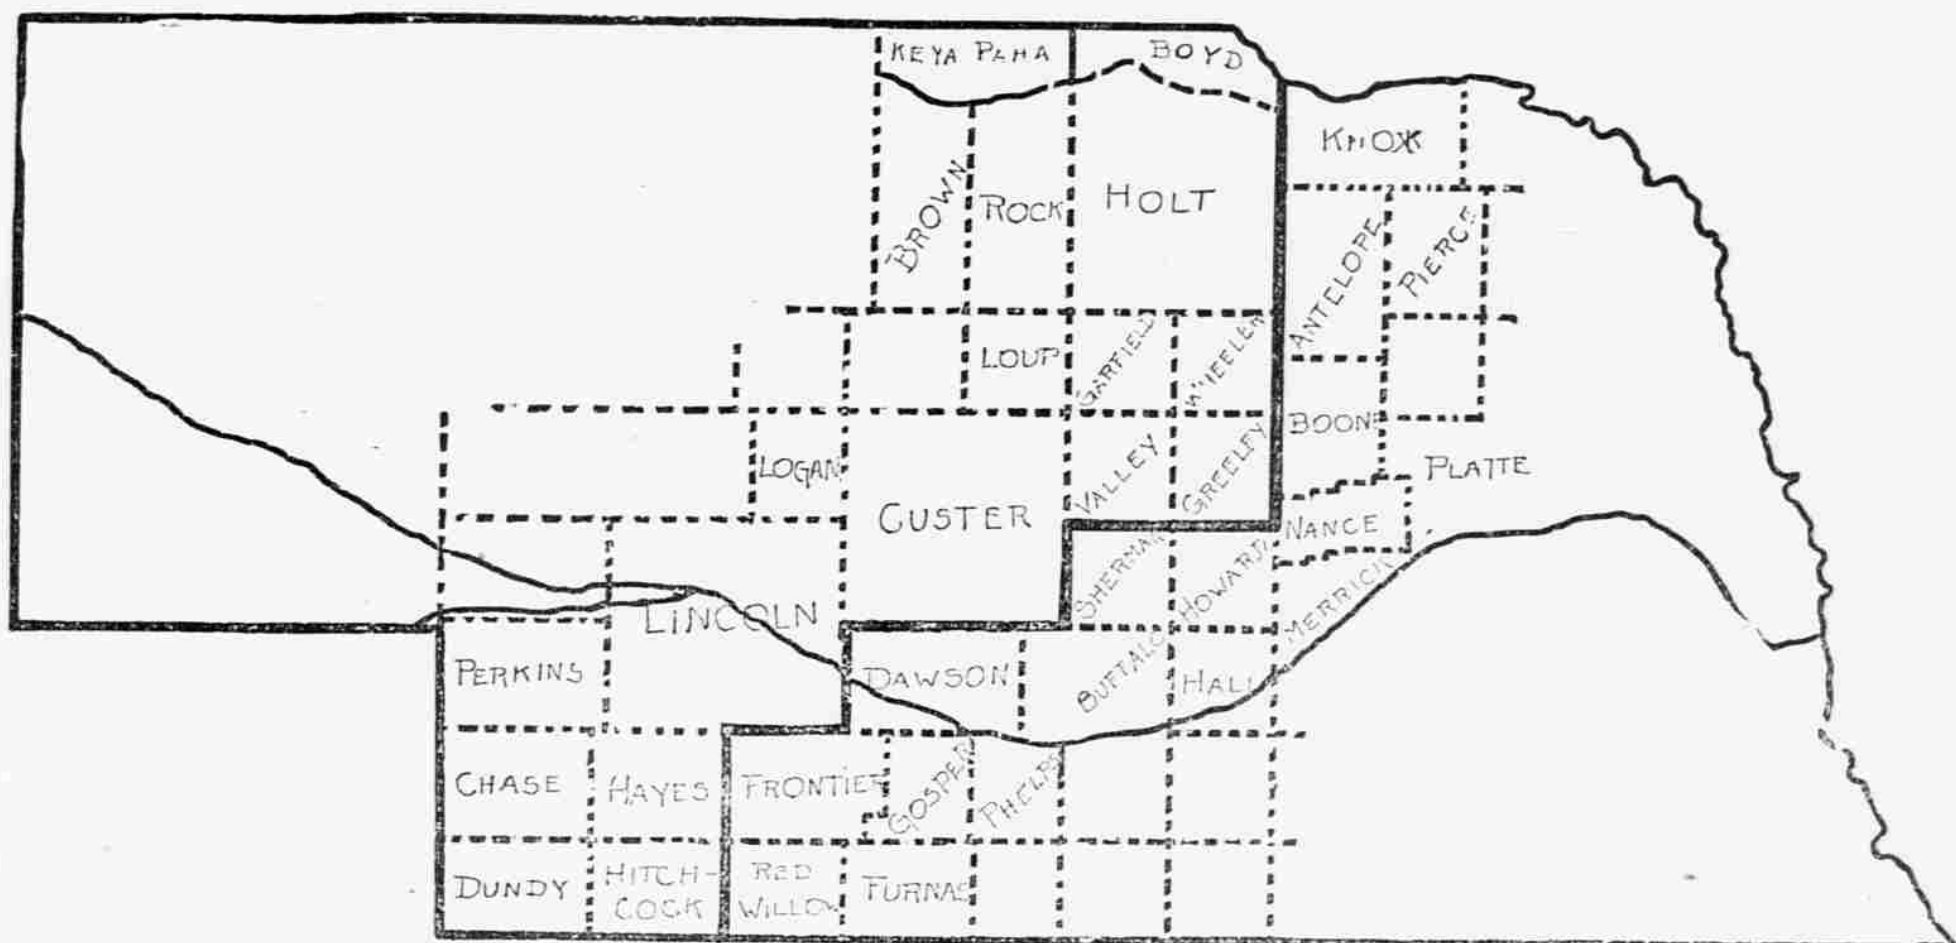 KEYA PAHA
BOYD
KNOX
BROWN
ROCK
HOLT
ANTELOPE
PIERCE
LOUP
GARFIELD
WHEELER
BOONE
LOGAN
CUSTER
VALLEY
GREELEY
PLATTE
NANCE
SHERMAN
HOWARD
MERRICK
LINCOLN
PERKINS
DAWSON
BUFFALO
HALL
CHASE
HAYES
FRONTIER
GOSPER
PHELPS
DUNDY
HITCH-
COCK
RED
WILLOW
FURNAS